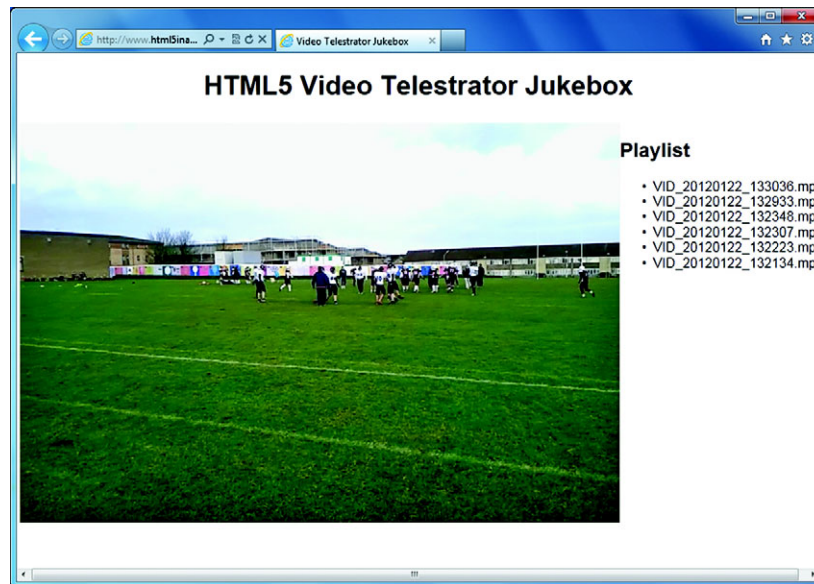 http://www.html5ina...
Video Telestrator Jukebox
HTML5 Video Telestrator Jukebox
Playlist
• VID_20120122_133036.mp
• VID_20120122_132933.mp
• VID_20120122_132348.mp
• VID_20120122_132307.mp
• VID_20120122_132223.mp
• VID_20120122_132134.mp